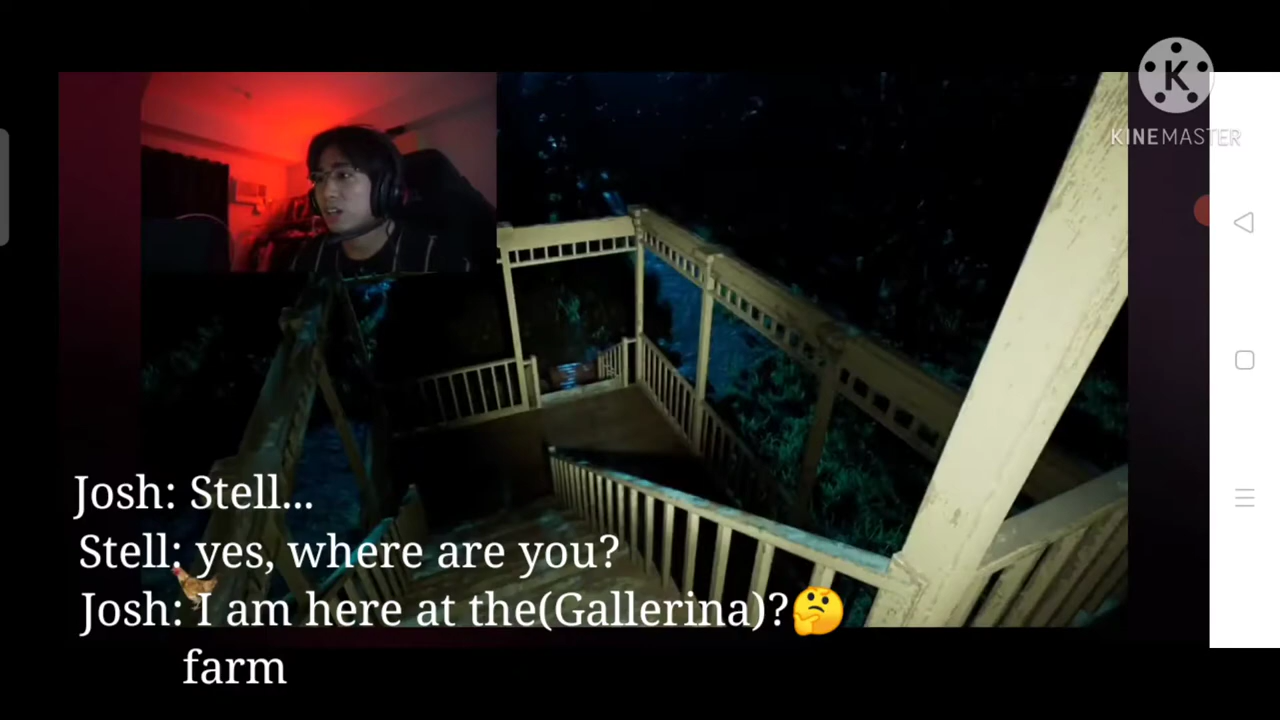 KINEMASTER
Josh: Stell...
Stell: yes, where are you?
Josh: I am here at the(Gallerina)?🤔
farm